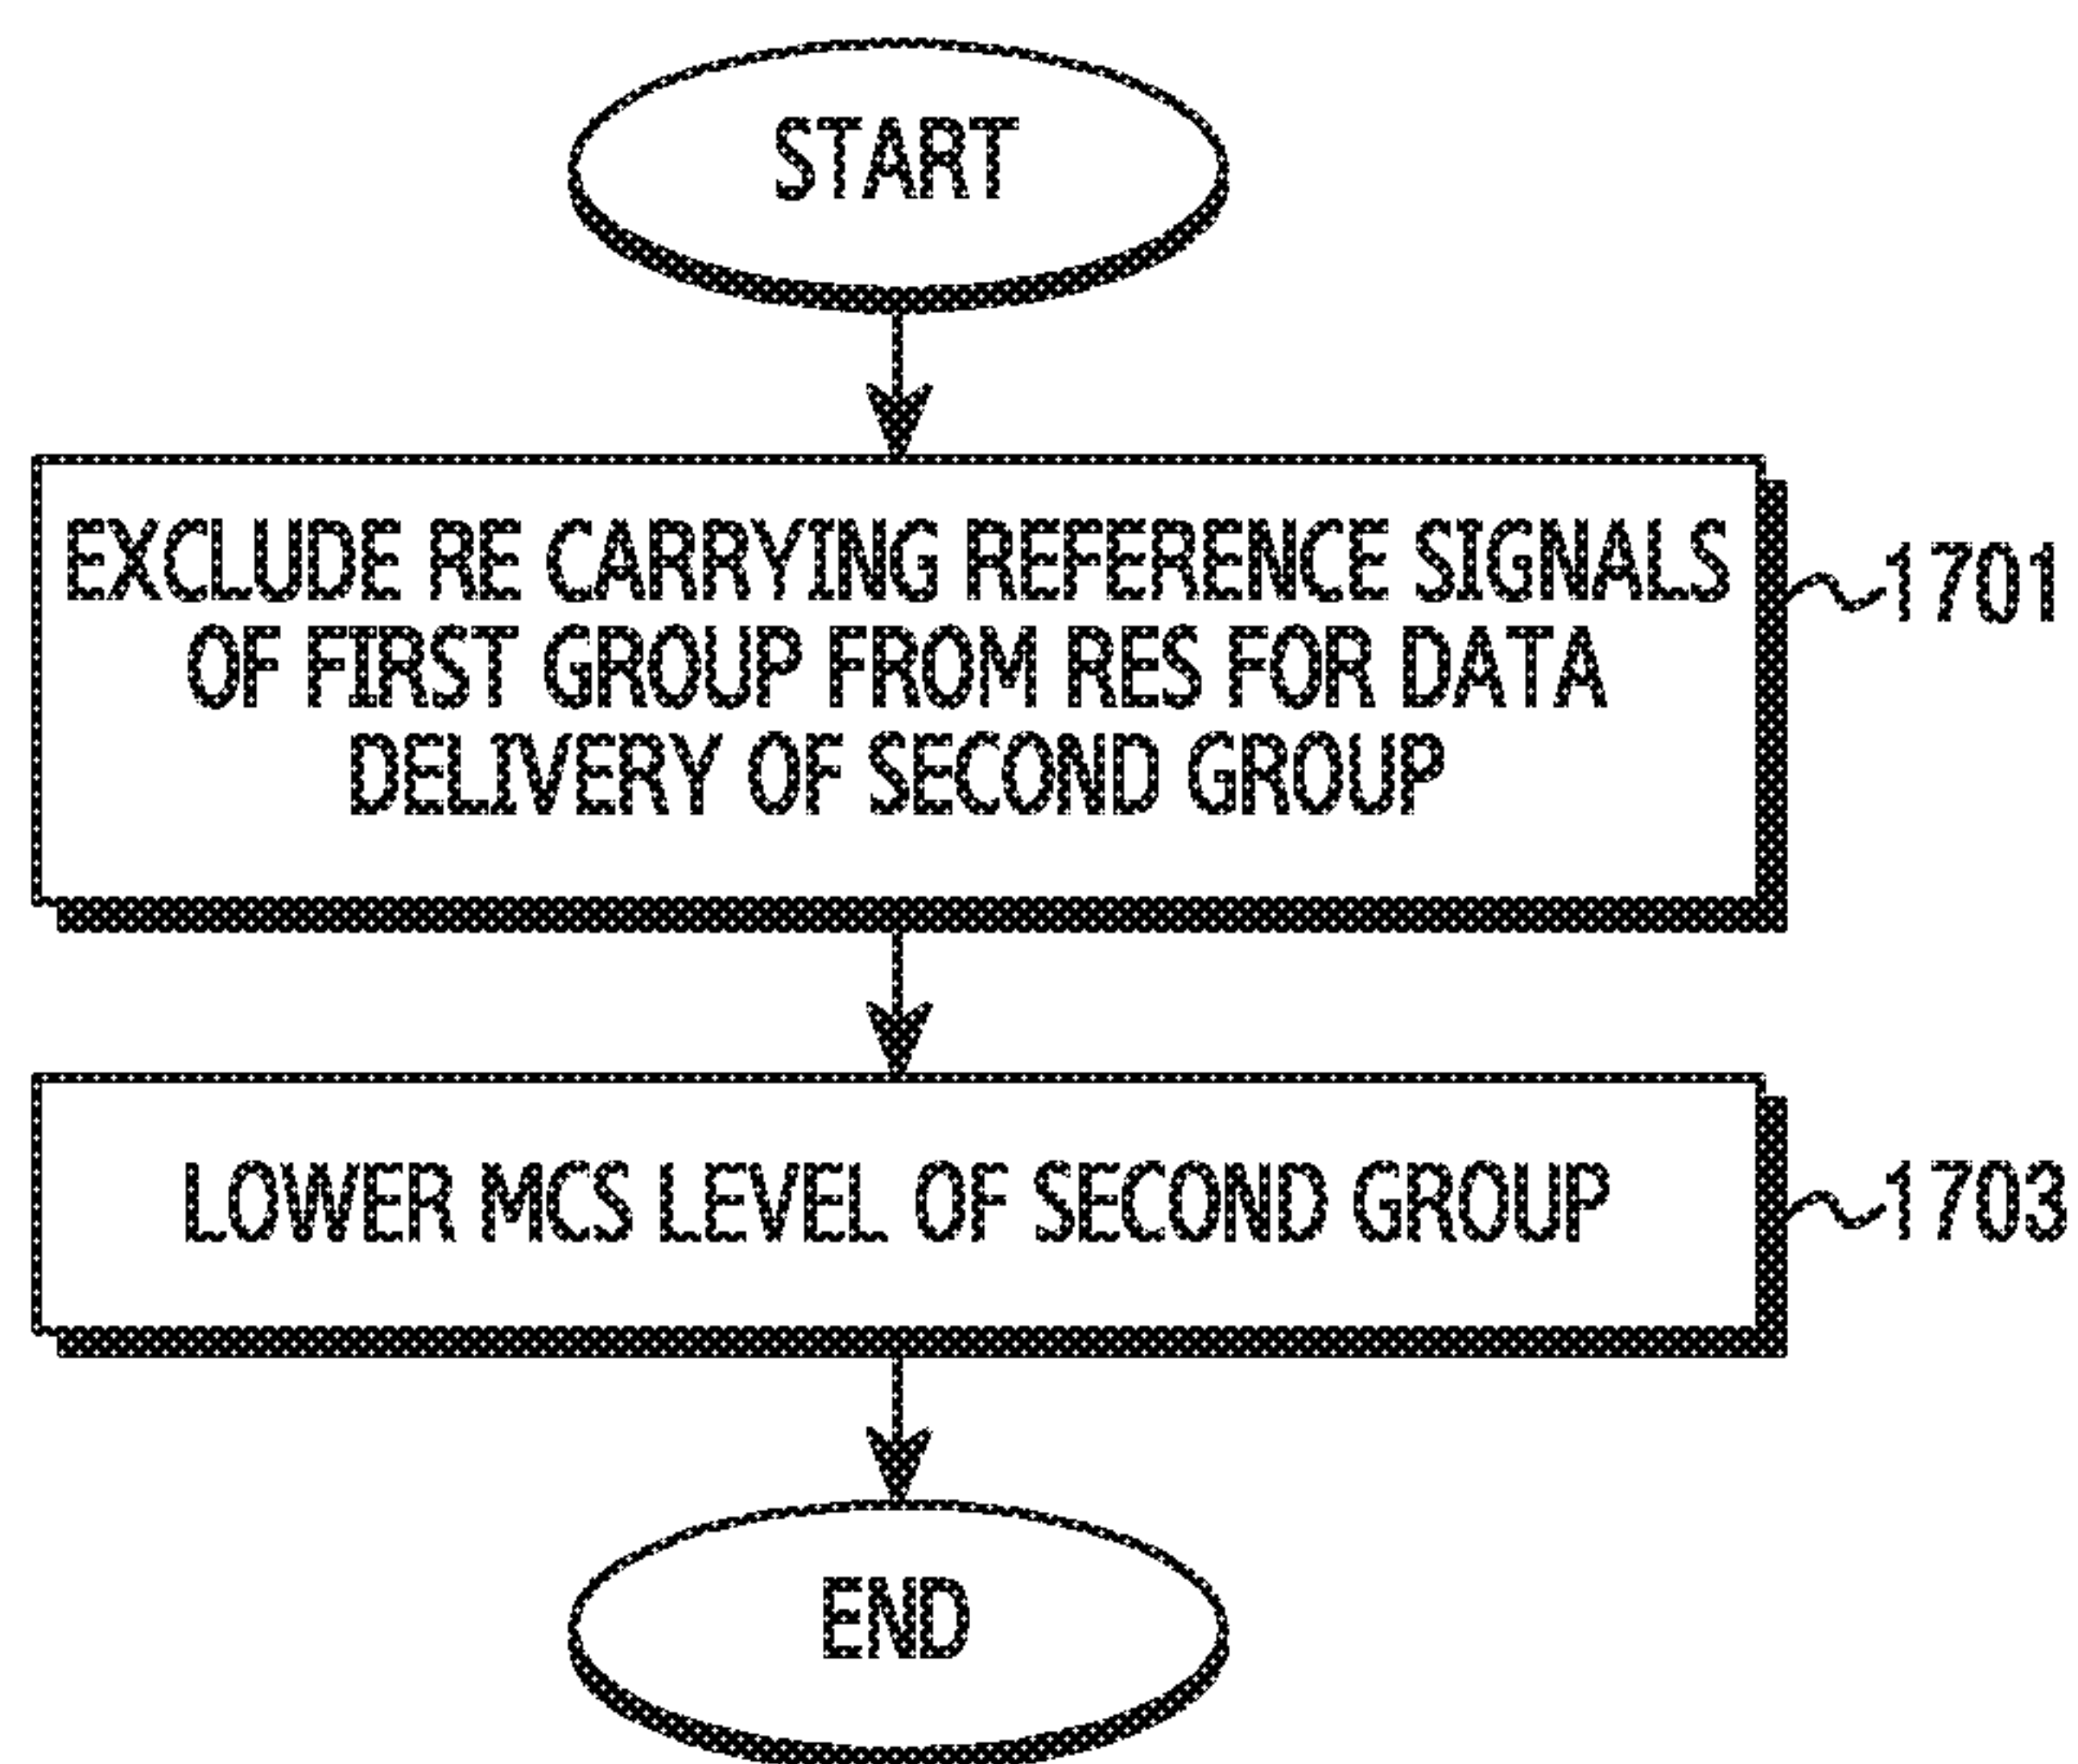 START
EXCLUDE RE CARRYING REFERENCE SIGNALS
OF FIRST GROUP FROM RES FOR DATA
DELIVERY OF SECOND GROUP
1701
LOWER MCS LEVEL OF SECOND GROUP
1703
END